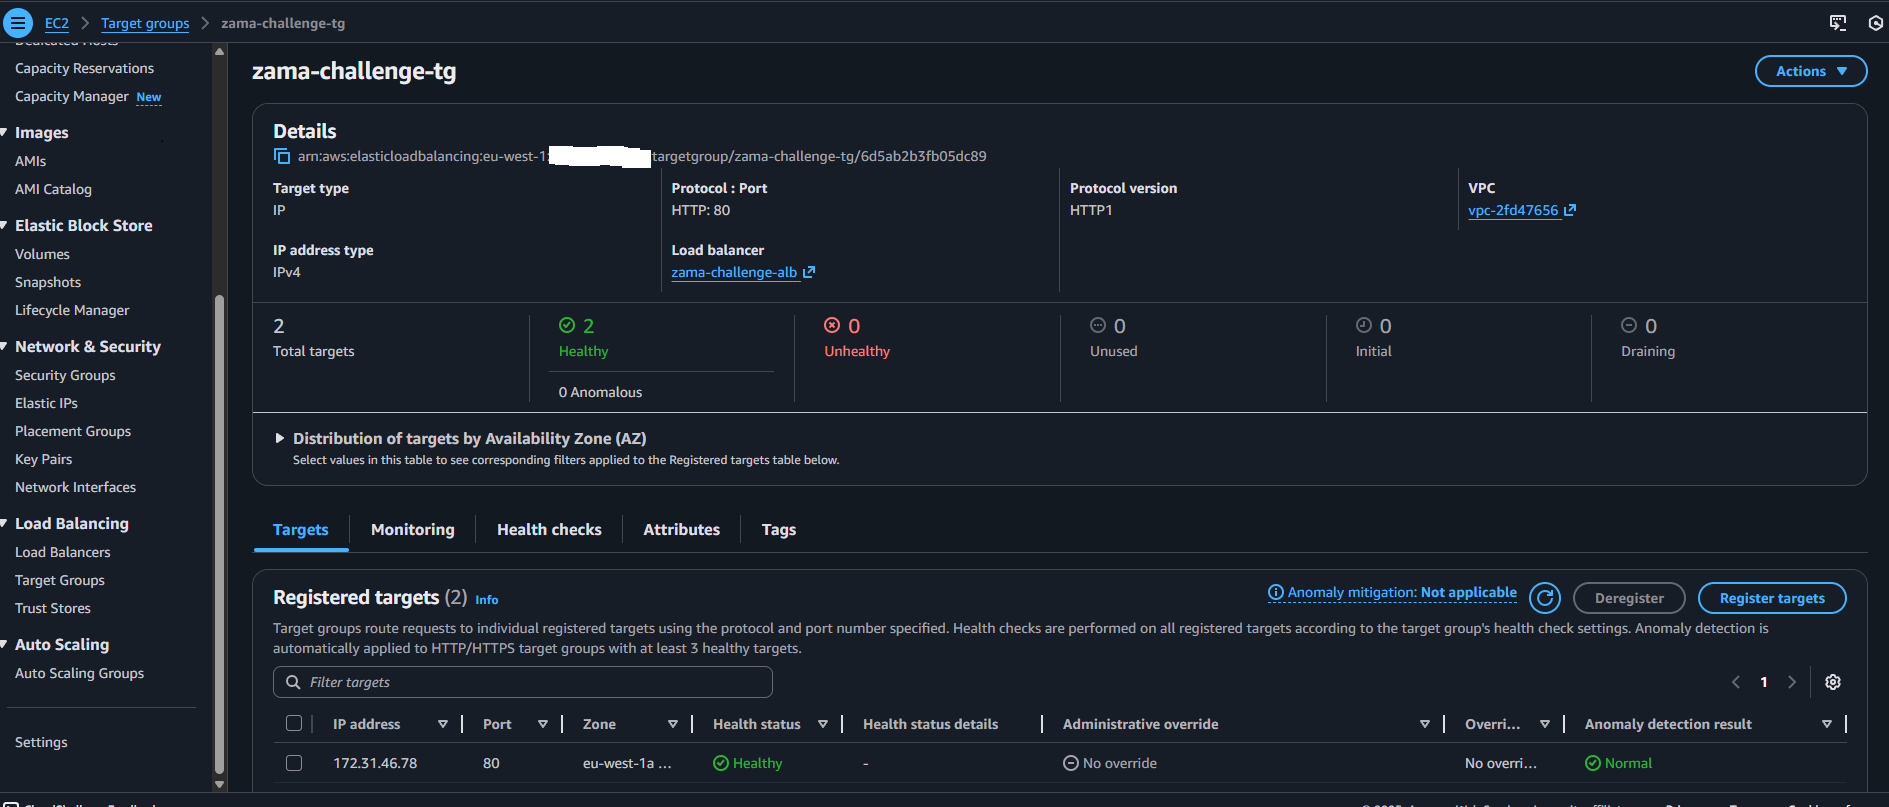 EC2 > Target groups > zama-challenge-tg
Dedicated Hosts
Capacity Reservations
Capacity Manager New
Images
AMIs
AMI Catalog
Elastic Block Store
Volumes
Snapshots
Lifecycle Manager
Network & Security
Security Groups
Elastic IPs
Placement Groups
Key Pairs
Network Interfaces
Load Balancing
Load Balancers
Target Groups
Trust Stores
Auto Scaling
Auto Scaling Groups
Settings
zama-challenge-tg
Actions
Details
arn:aws:elasticloadbalancing:eu-west-1: targetgroup/zama-challenge-tg/6d5ab2b3fb05dc89
Target type
IP
Protocol : Port
HTTP: 80
Protocol version
HTTP1
VPC
vpc-2fd47656
IP address type
IPv4
Load balancer
zama-challenge-alb
2
Total targets
2
Healthy
0 Anomalous
0
Unhealthy
0
Unused
0
Initial
0
Draining
Distribution of targets by Availability Zone (AZ)
Select values in this table to see corresponding filters applied to the Registered targets table below.
Targets
Monitoring
Health checks
Attributes
Tags
Registered targets (2) Info
Anomaly mitigation: Not applicable
Deregister
Register targets
Target groups route requests to individual registered targets using the protocol and port number specified. Health checks are performed on all registered targets according to the target group's health check settings. Anomaly detection is
automatically applied to HTTP/HTTPS target groups with at least 3 healthy targets.
Filter targets
1
IP address Port Zone Health status Health status details Administrative override Overri... Anomaly detection result
172.31.46.78 80 eu-west-1a ... Healthy - No override No overri... Normal